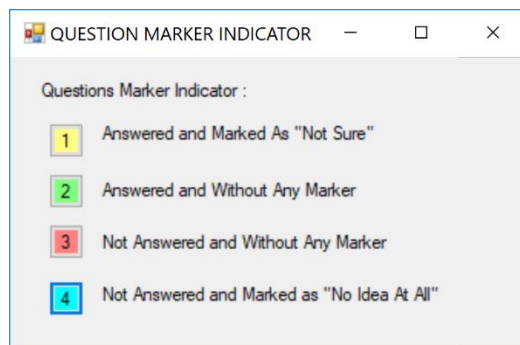 QUESTION MARKER INDICATOR
Questions Marker Indicator :
1 Answered and Marked As "Not Sure"
2 Answered and Without Any Marker
3 Not Answered and Without Any Marker
4 Not Answered and Marked as "No Idea At All"